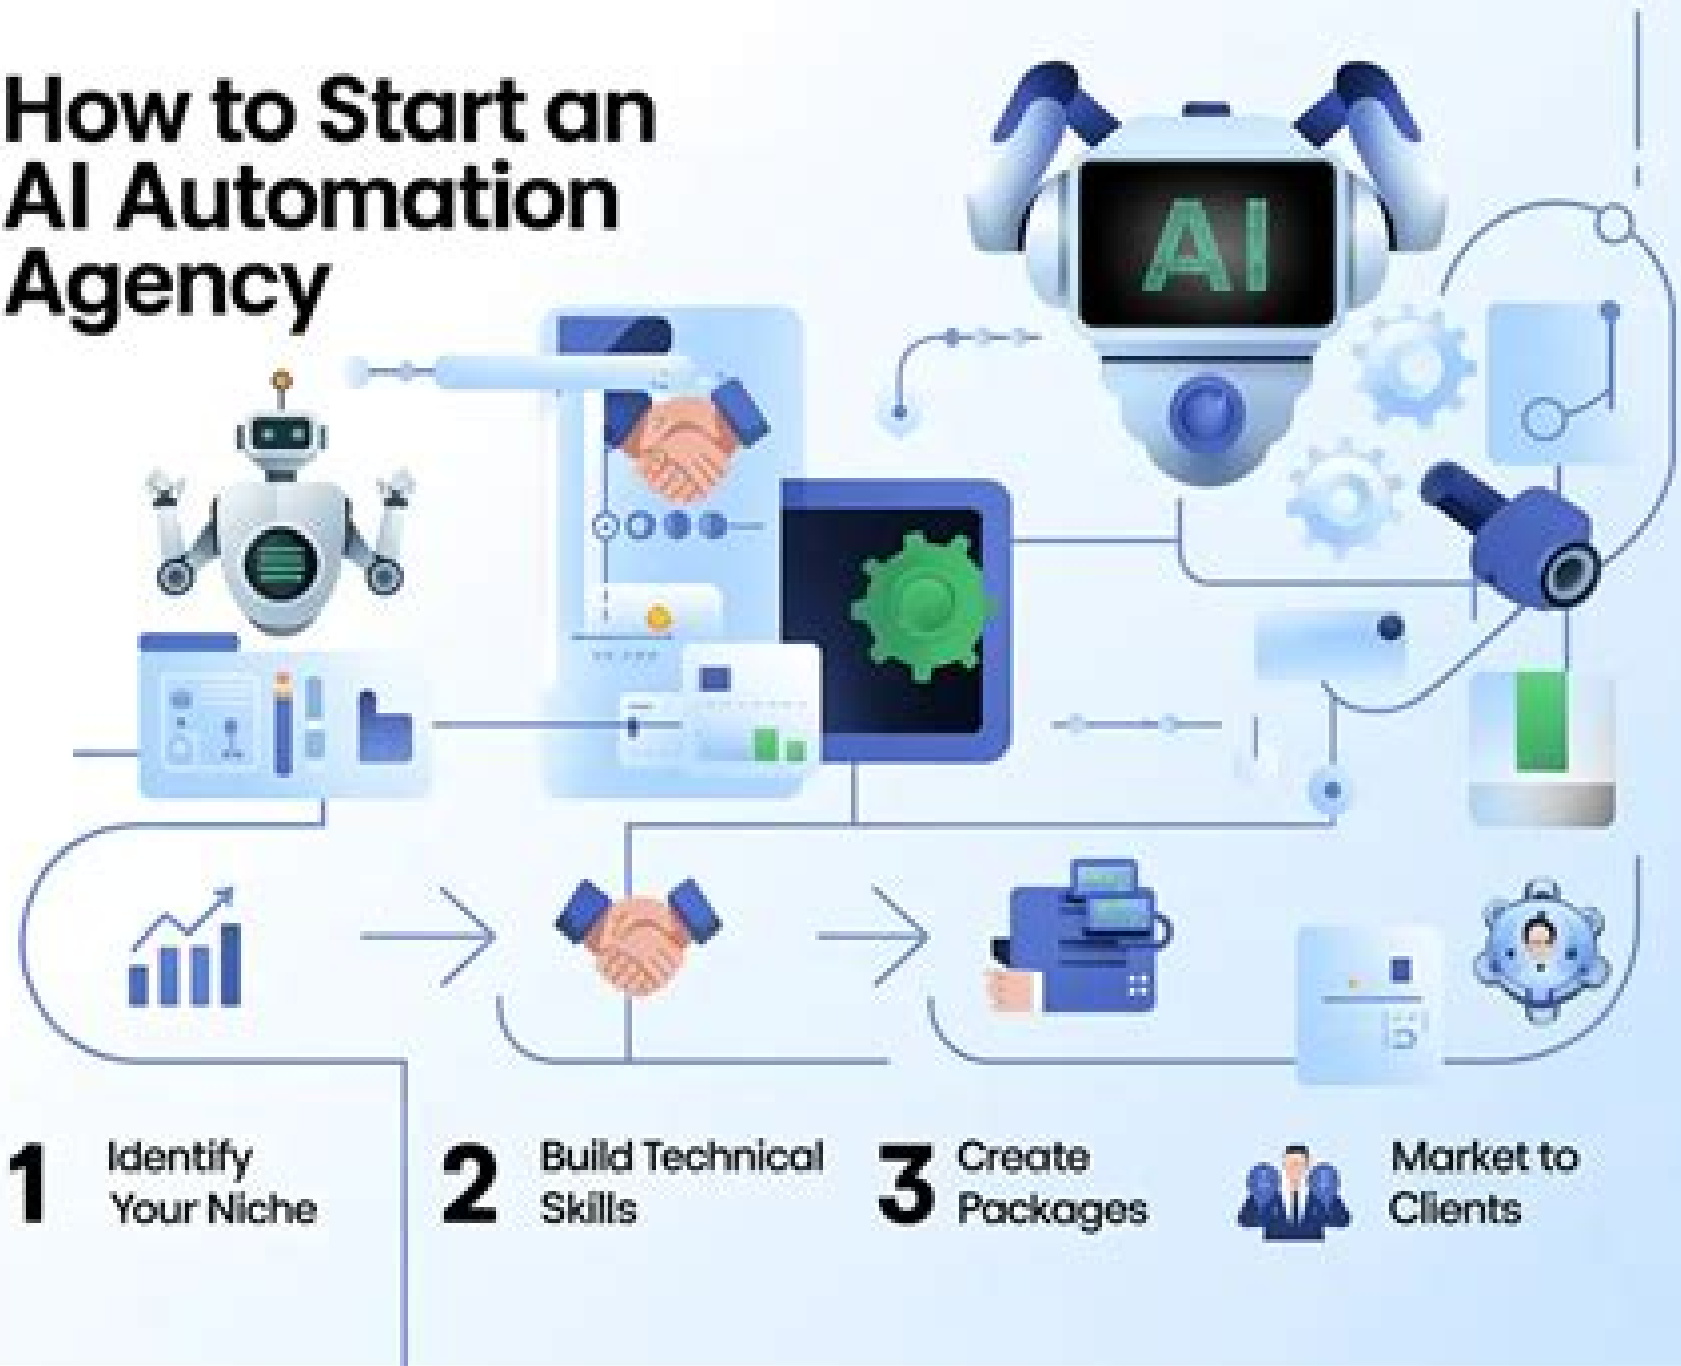 How to Start an
AI Automation
Agency
AI
1 Identify
Your Niche
2 Build Technical
Skills
3 Create
Packages
Market to
Clients